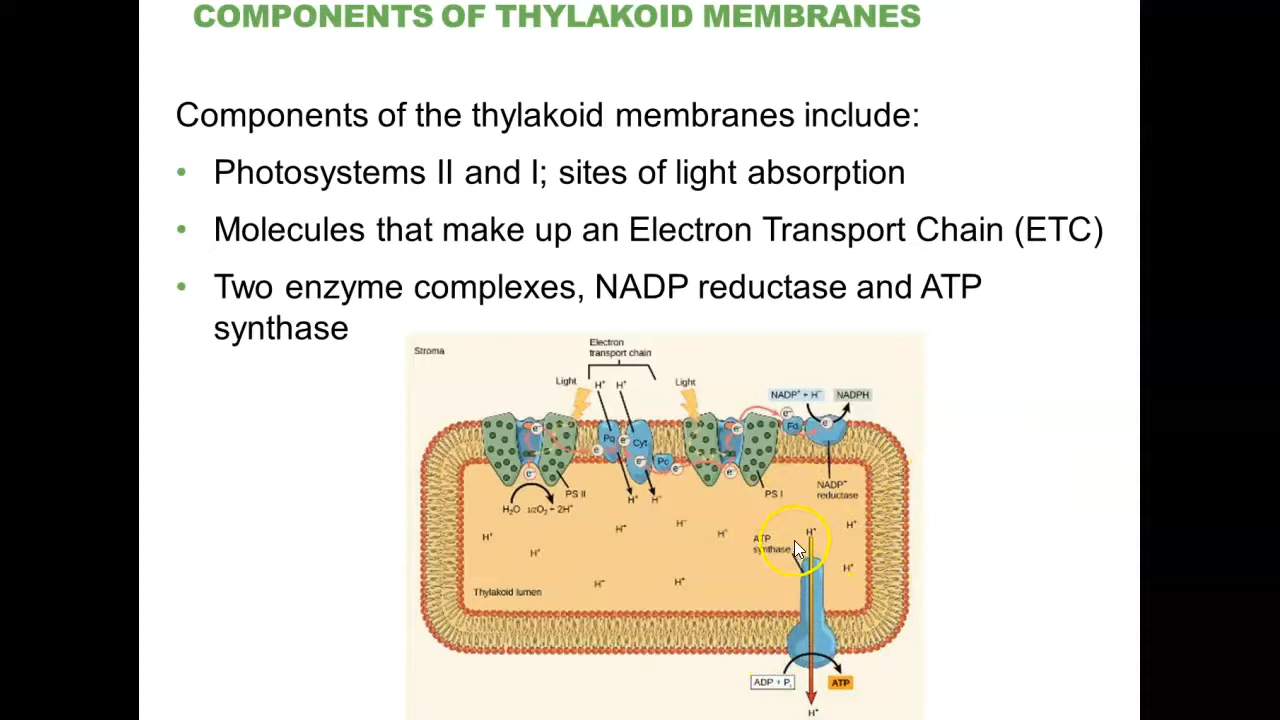 COMPONENTS OF THYLAKOID MEMBRANES
Components of the thylakoid membranes include:
• Photosystems II and I; sites of light absorption
• Molecules that make up an Electron Transport Chain (ETC)
• Two enzyme complexes, NADP reductase and ATP
synthase
Stroma
Electron
transport chain
Light
H⁺ H⁺
Light
NADP⁺ + H⁻
NADPH
e⁻
Fd
e⁻
e⁻
Pq
e⁻
Cyt
e⁻
e⁻
e⁻
Pc
e⁻
e⁻
e⁻
e⁻
PS II
H⁺ H⁺
PS I
NADP⁺
reductase
H₂O 1/2O₂ + 2H⁺
H⁺
H⁺
H⁻
H⁺
H⁺
H⁺
H⁺
ATP
synthase
H⁺
H⁺
H⁻
H⁺
Thylakoid lumen
ADP + Pᵢ
ATP
H⁺